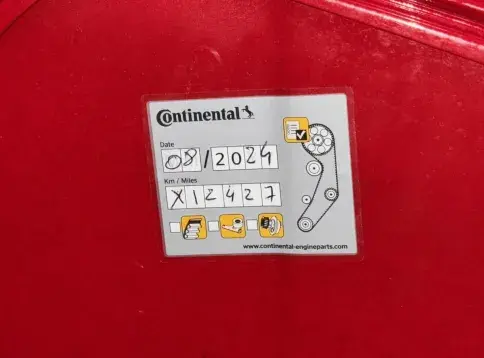 Continental
Date
08/2024
Km / Miles
X12427
www.continental-engineparts.com